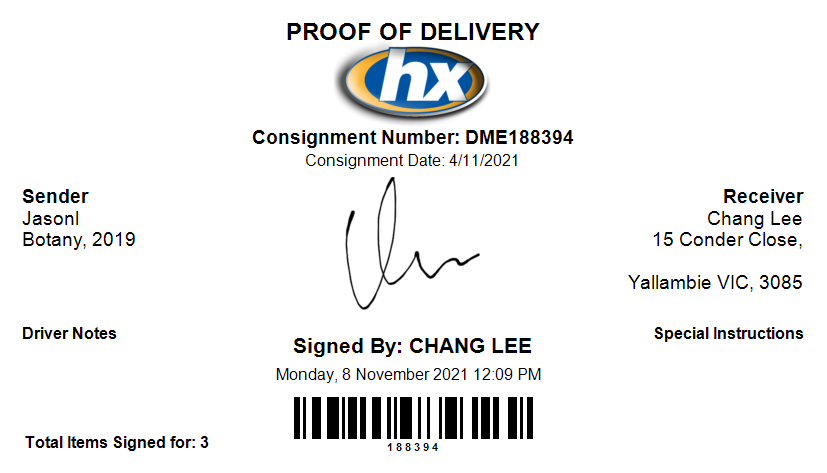 PROOF OF DELIVERY
hx
Consignment Number: DME188394
Consignment Date: 4/11/2021
Sender
JasonI
Botany, 2019
Receiver
Chang Lee
15 Conder Close,
Yallambie VIC, 3085
Driver Notes
Special Instructions
Signed By: CHANG LEE
Monday, 8 November 2021 12:09 PM
188394
Total Items Signed for: 3